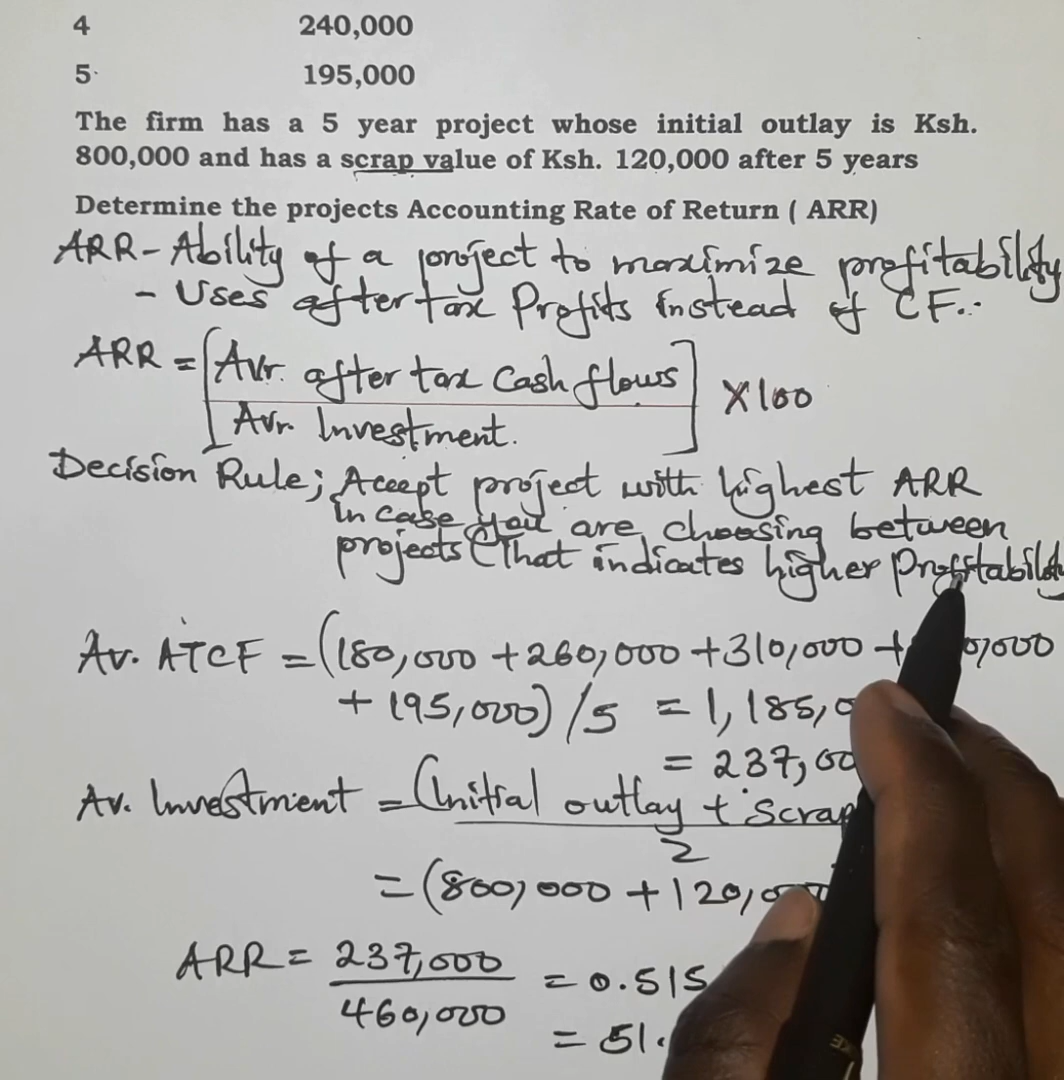 4 240,000
5. 195,000
The firm has a 5 year project whose initial outlay is Ksh.
800,000 and has a scrap value of Ksh. 120,000 after 5 years
Determine the projects Accounting Rate of Return ( ARR)
ARR - Ability of a project to maximize profitability
- Uses after tax Profits instead of CF.
ARR = [Avr. after tax Cash flows
Avr. Investment.] X 100
Decision Rule; Accept project with highest ARR
in case you are choosing between
projects (That indicates higher Profitability
Av. ATCF = (180,000 + 260,000 + 310,000 +
+ 195,000) / 5 = 1,185,
= 237,00
Av. Investment = (Initial outlay + Scrap
2
= (800,000 + 120,0
ARR = 237,000 = 0.515
460,000
= 51.